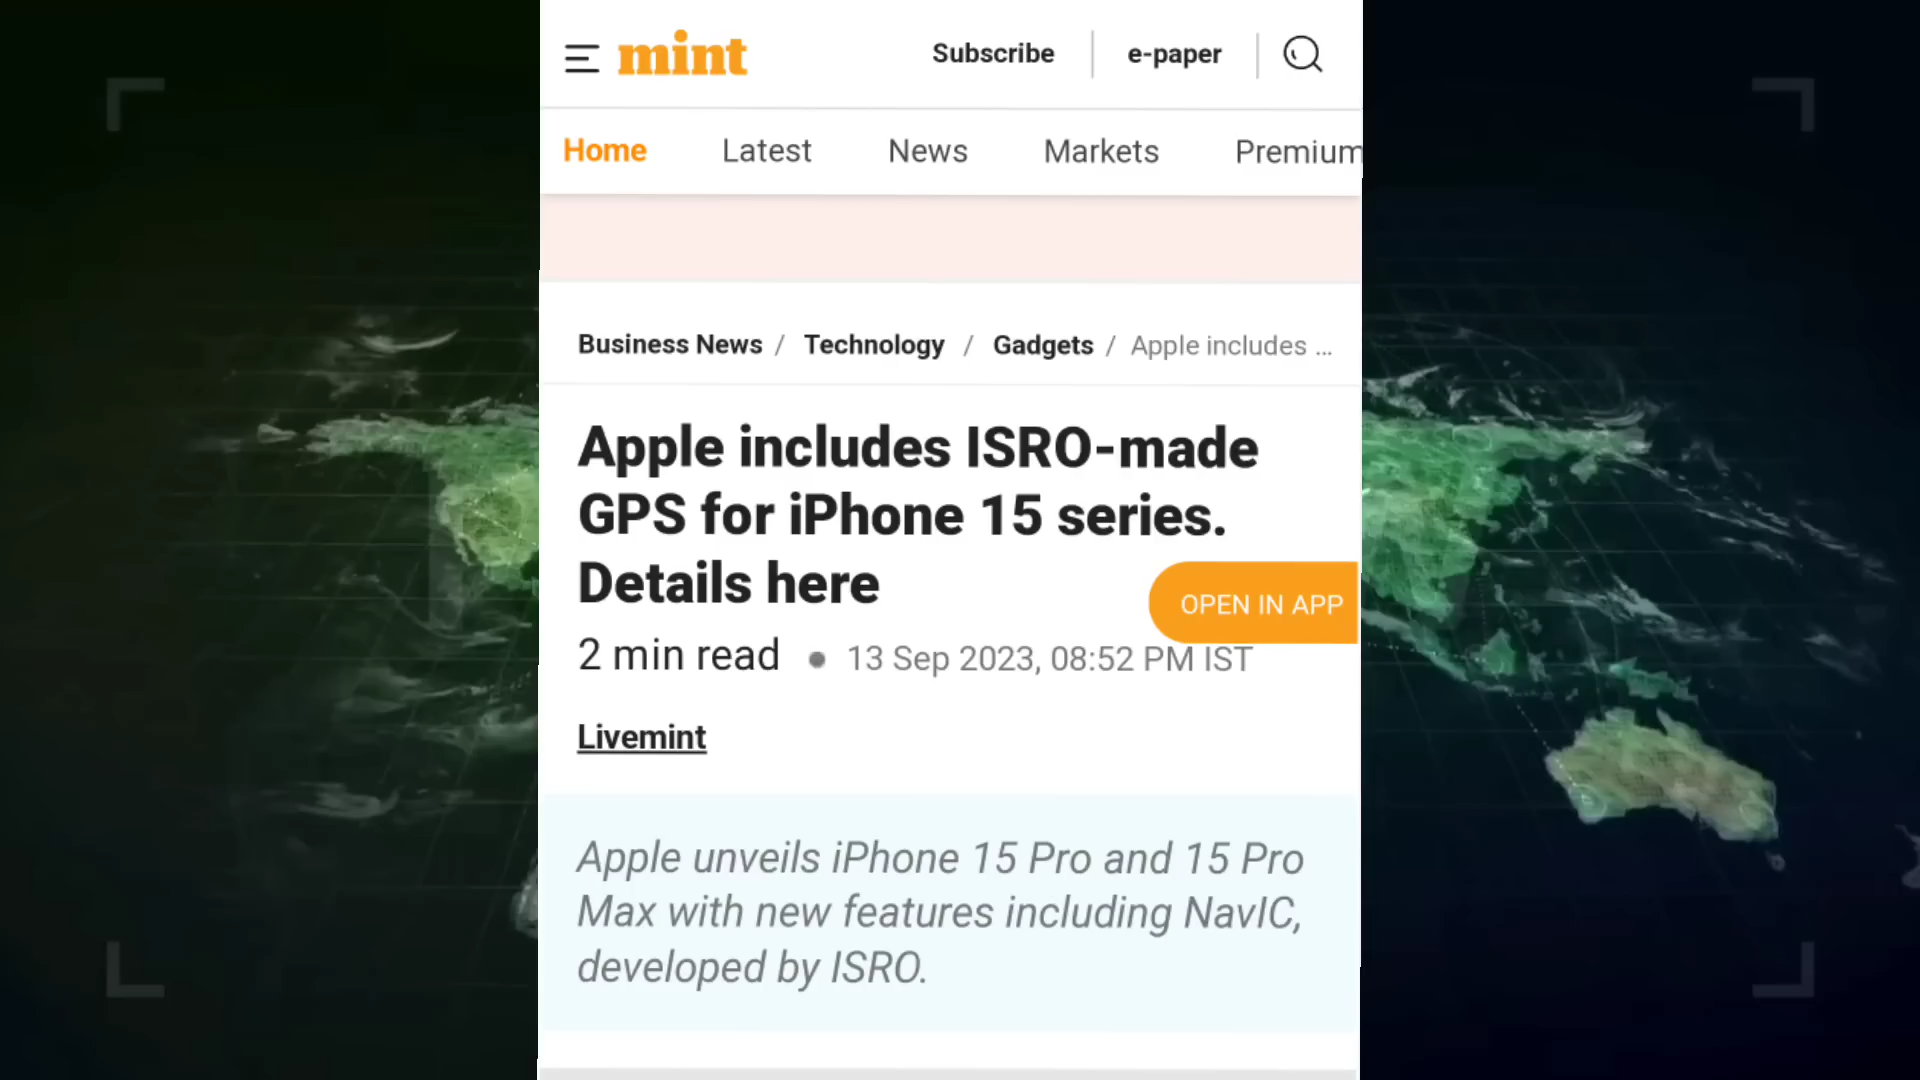 mint
Subscribe
e-paper
Home
Latest
News
Markets
Premium
Business News / Technology / Gadgets / Apple includes ...
Apple includes ISRO-made
GPS for iPhone 15 series.
Details here
OPEN IN APP
2 min read • 13 Sep 2023, 08:52 PM IST
Livemint
Apple unveils iPhone 15 Pro and 15 Pro
Max with new features including NavIC,
developed by ISRO.